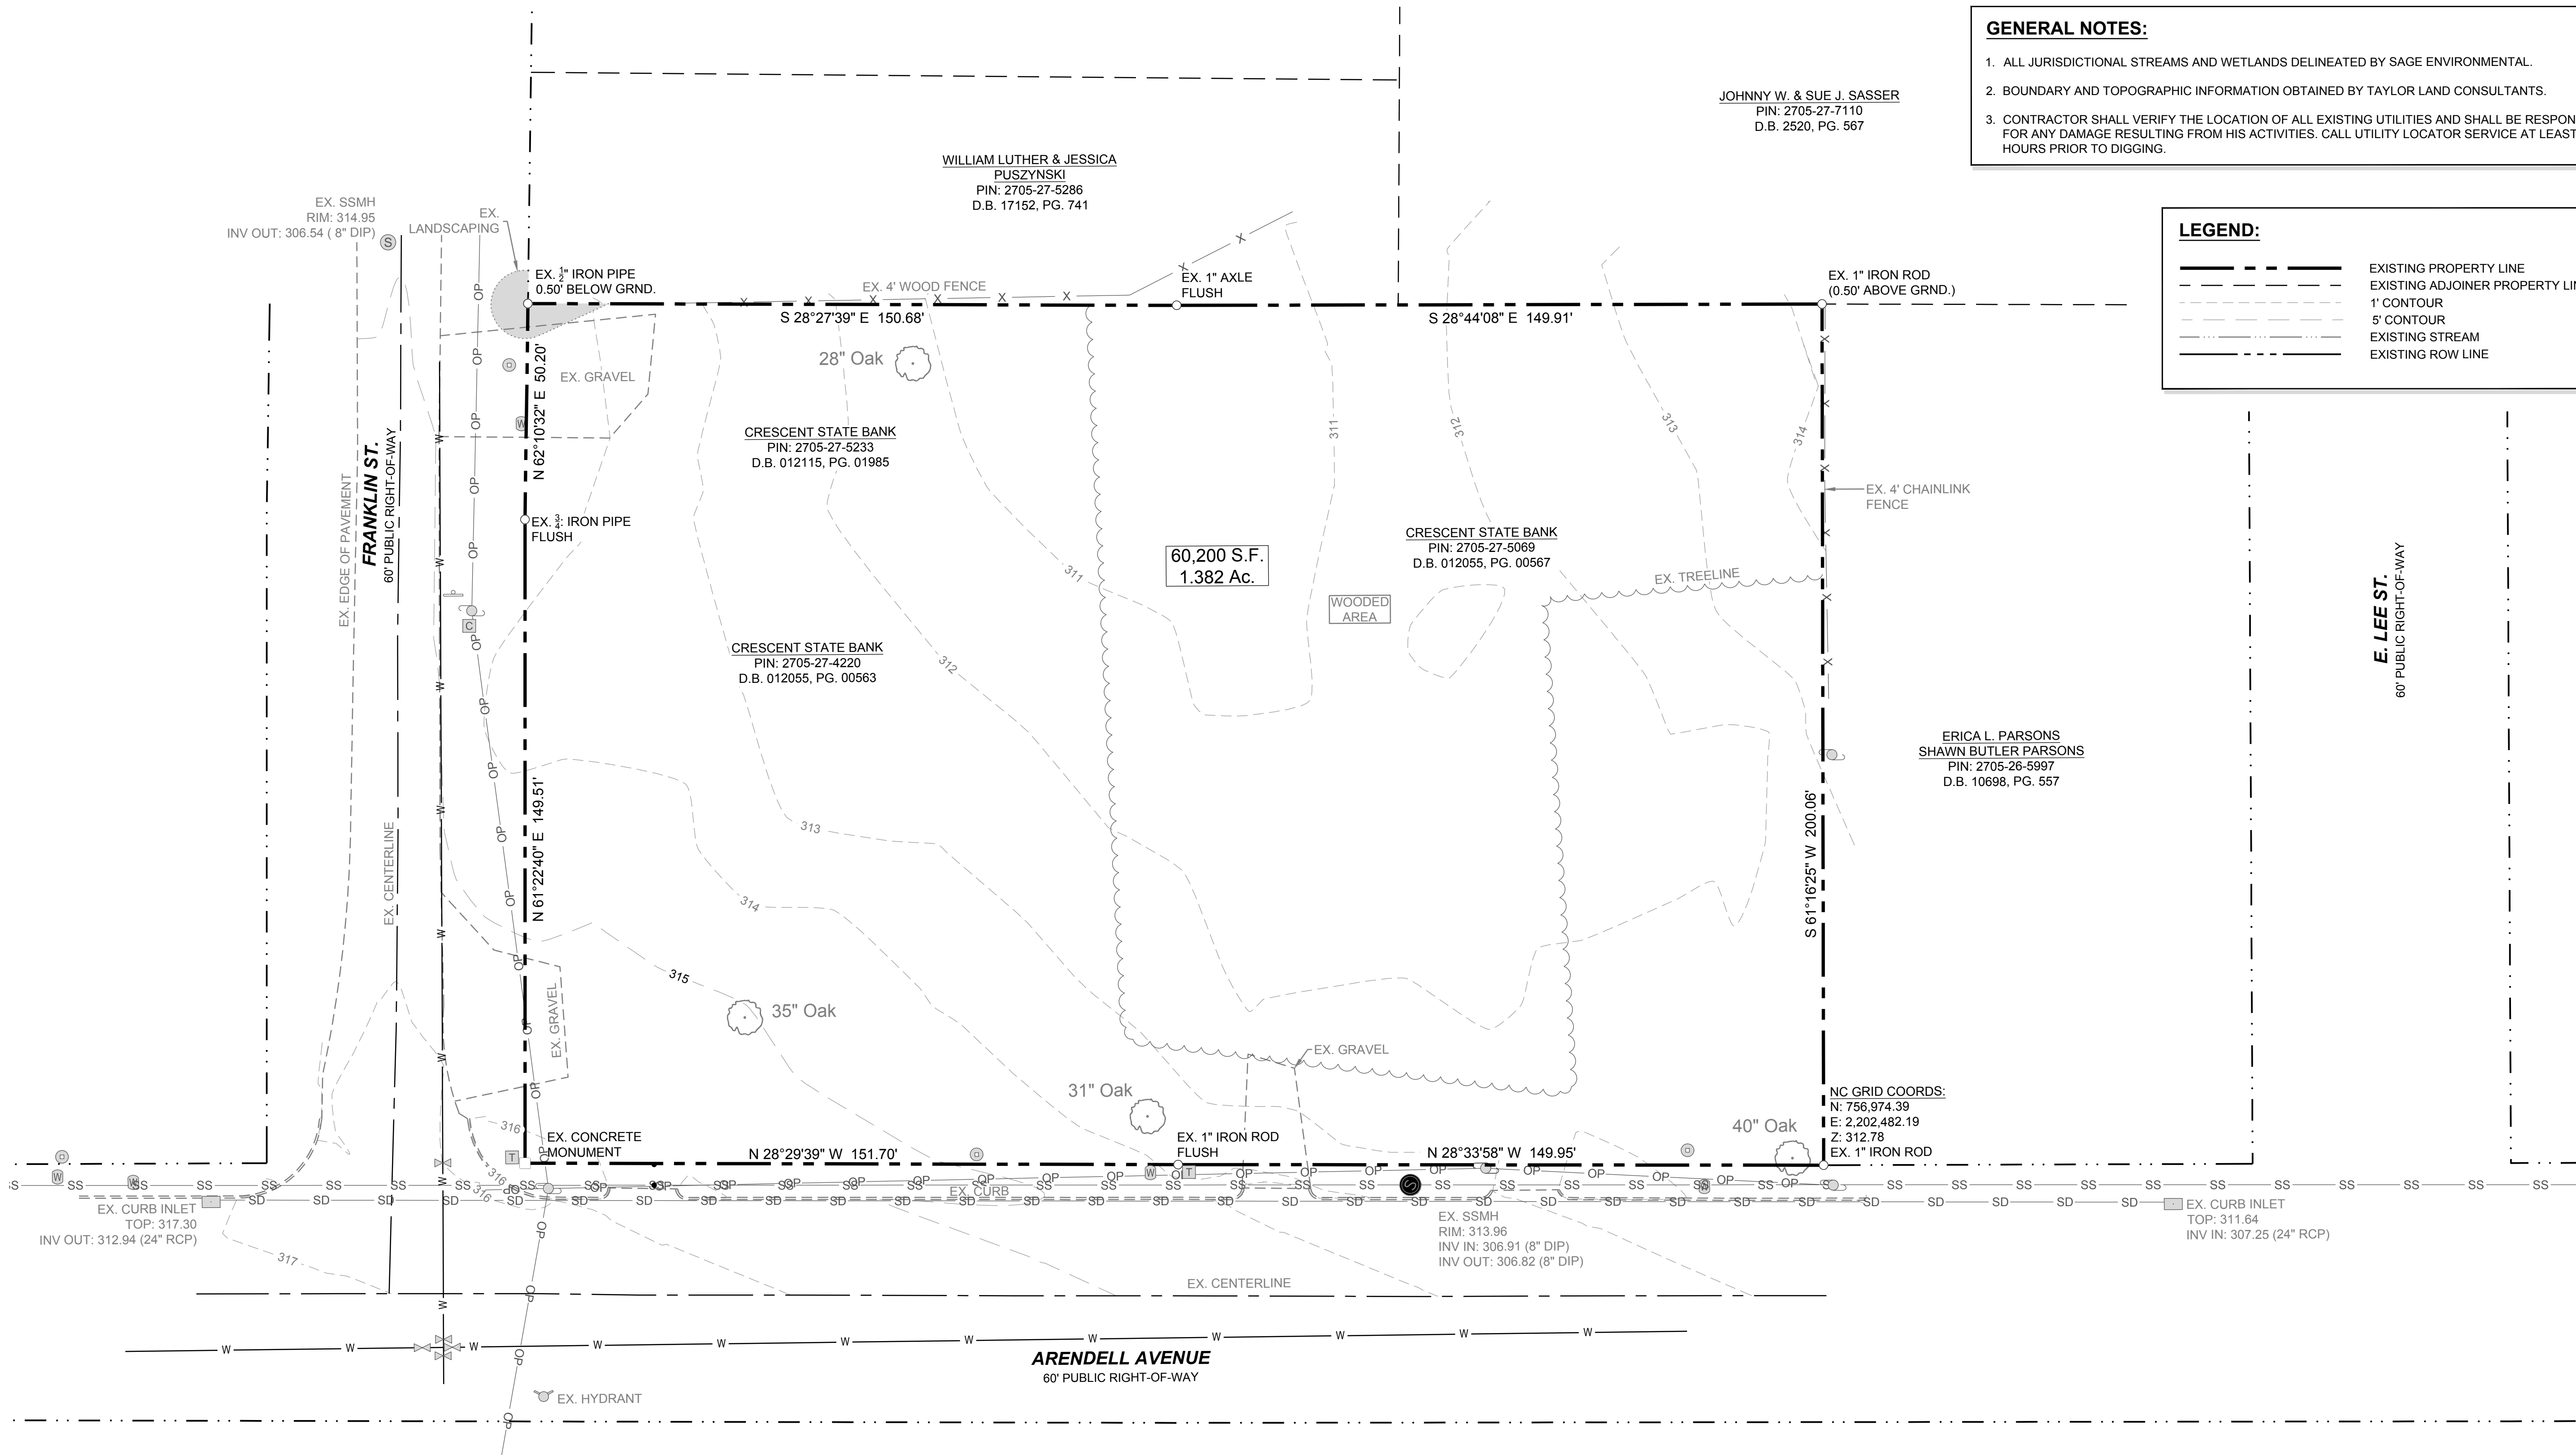 GENERAL NOTES:
1. ALL JURISDICTIONAL STREAMS AND WETLANDS DELINEATED BY SAGE ENVIRONMENTAL.
2. BOUNDARY AND TOPOGRAPHIC INFORMATION OBTAINED BY TAYLOR LAND CONSULTANTS.
3. CONTRACTOR SHALL VERIFY THE LOCATION OF ALL EXISTING UTILITIES AND SHALL BE RESPON
FOR ANY DAMAGE RESULTING FROM HIS ACTIVITIES. CALL UTILITY LOCATOR SERVICE AT LEAST
HOURS PRIOR TO DIGGING.
LEGEND:
EXISTING PROPERTY LINE
EXISTING ADJOINER PROPERTY LI
1' CONTOUR
5' CONTOUR
EXISTING STREAM
EXISTING ROW LINE
JOHNNY W. & SUE J. SASSER
PIN: 2705-27-7110
D.B. 2520, PG. 567
WILLIAM LUTHER & JESSICA
PUSZYNSKI
PIN: 2705-27-5286
D.B. 17152, PG. 741
EX. SSMH
RIM: 314.95
INV OUT: 306.54 ( 8" DIP)
S
EX.
LANDSCAPING
EX. 1/2" IRON PIPE
0.50' BELOW GRND.
EX. 4' WOOD FENCE
EX. 1" AXLE
FLUSH
EX. 1" IRON ROD
(0.50' ABOVE GRND.)
S 28°27'39" E 150.68'
S 28°44'08" E 149.91'
28" Oak
EX. GRAVEL
N 62°10'32" E 50.20'
CRESCENT STATE BANK
PIN: 2705-27-5233
D.B. 012115, PG. 01985
311
312
313
314
EX. 4' CHAINLINK
FENCE
FRANKLIN ST.
60' PUBLIC RIGHT-OF-WAY
EX. EDGE OF PAVEMENT
EX. 3/4: IRON PIPE
FLUSH
60,200 S.F.
1.382 Ac.
CRESCENT STATE BANK
PIN: 2705-27-5069
D.B. 012055, PG. 00567
EX. TREELINE
311
WOODED
AREA
C
CRESCENT STATE BANK
PIN: 2705-27-4220
D.B. 012055, PG. 00563
312
E. LEE ST.
60' PUBLIC RIGHT-OF-WAY
ERICA L. PARSONS
SHAWN BUTLER PARSONS
PIN: 2705-26-5997
D.B. 10698, PG. 557
EX. CENTERLINE
N 61°22'40" E 149.51'
S 61°16'25" W 200.06'
313
314
315
35" Oak
EX. GRAVEL
EX. GRAVEL
31" Oak
40" Oak
NC GRID COORDS:
N: 756,974.39
E: 2,202,482.19
Z: 312.78
EX. 1" IRON ROD
316
EX. CONCRETE
MONUMENT
N 28°29'39" W 151.70'
EX. 1" IRON ROD
FLUSH
N 28°33'58" W 149.95'
T
W
T
316
316
EX. CURB
EX. CURB INLET
TOP: 317.30
INV OUT: 312.94 (24" RCP)
317
EX. SSMH
RIM: 313.96
INV IN: 306.91 (8" DIP)
INV OUT: 306.82 (8" DIP)
EX. CURB INLET
TOP: 311.64
INV IN: 307.25 (24" RCP)
EX. CENTERLINE
ARENDELL AVENUE
60' PUBLIC RIGHT-OF-WAY
EX. HYDRANT